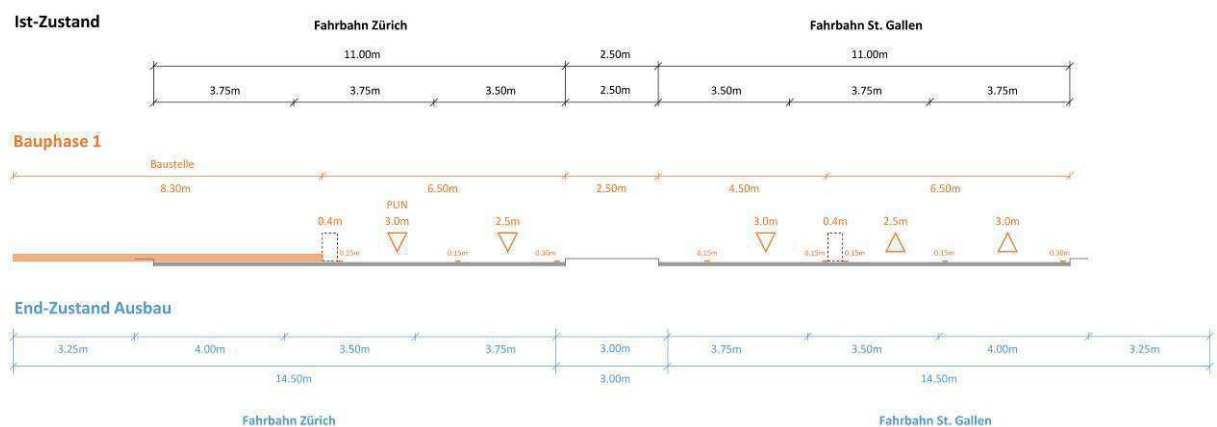 Ist-Zustand
Fahrbahn Zürich Fahrbahn St. Gallen
11.00m 2.50m 11.00m
3.75m 3.75m 3.50m 2.50m 3.50m 3.75m 3.75m
Bauphase 1
Baustelle
8.30m 6.50m 2.50m 4.50m 6.50m
PUN
0.4m 3.0m 2.5m 3.0m 0.4m 2.5m 3.0m
0.15m 0.15m 0.30m 0.15m 0.15m 0.15m 0.15m 0.30m
End-Zustand Ausbau
3.25m 4.00m 3.50m 3.75m 3.00m 3.75m 3.50m 4.00m 3.25m
14.50m 3.00m 14.50m
Fahrbahn Zürich Fahrbahn St. Gallen